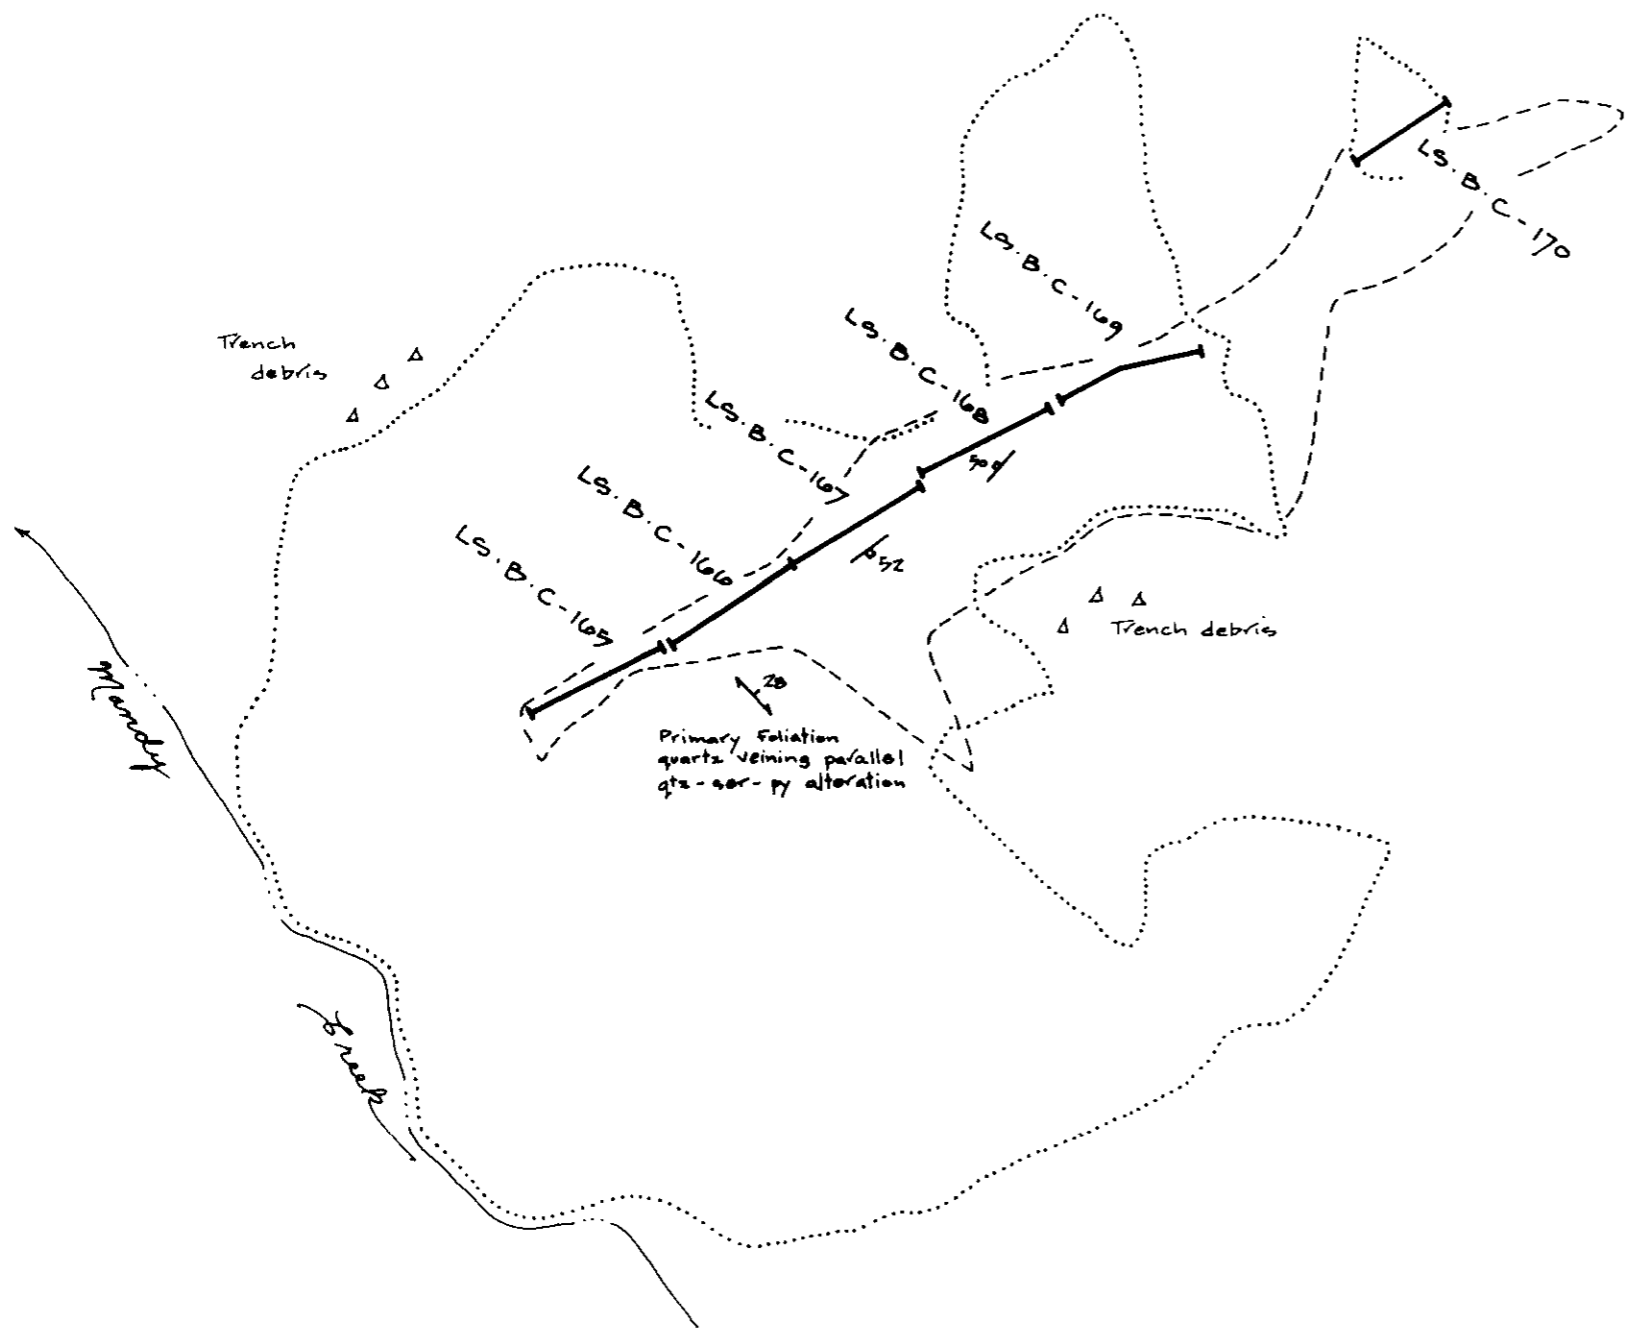 LS.B.C-170
LS.B.C-169
LS.B.C-168
Trench
debris
LS.B.C-167
50
LS.B.C-166
52
LS.B.C-165
Trench debris
Mandy
28
Primary Foliation
quartz veining parallel
qtz-ser-py alteration
Creek